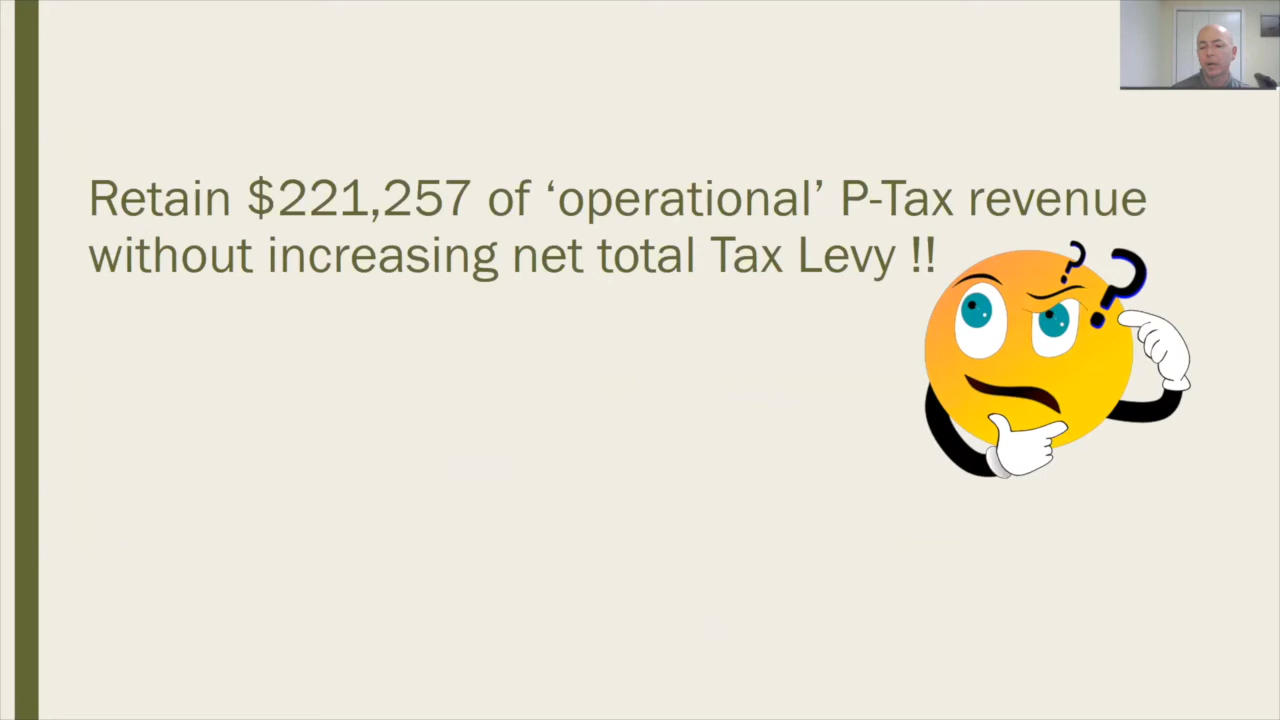 Retain $221,257 of ‘operational’ P-Tax revenue
without increasing net total Tax Levy !!
? ?